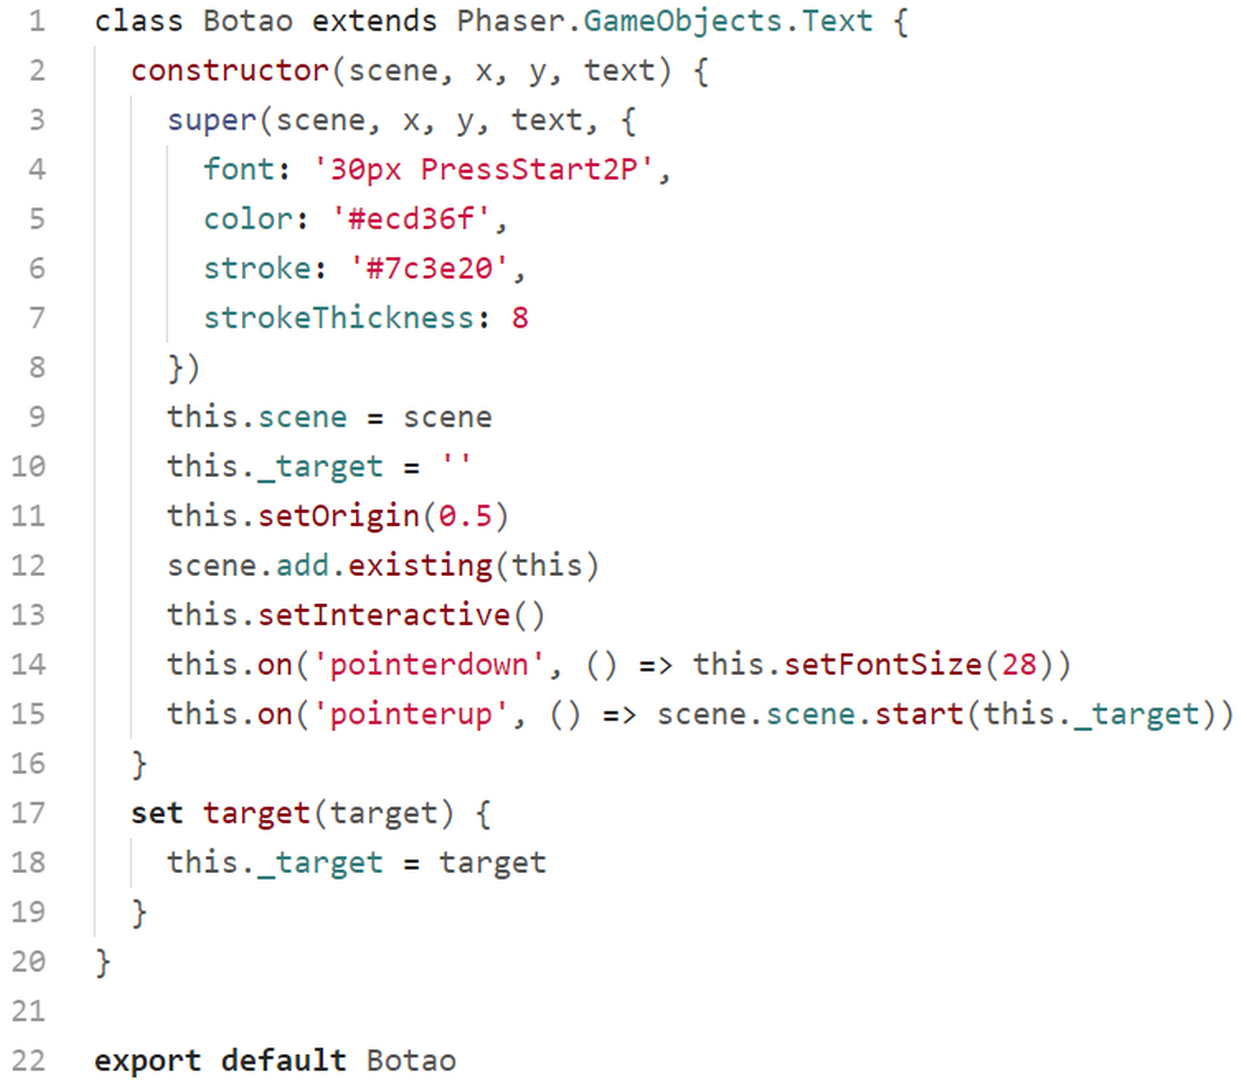 1 class Botao extends Phaser.GameObjects.Text {
2   constructor(scene, x, y, text) {
3     super(scene, x, y, text, {
4       font: '30px PressStart2P',
5       color: '#ecd36f',
6       stroke: '#7c3e20',
7       strokeThickness: 8
8     })
9     this.scene = scene
10     this._target = ''
11     this.setOrigin(0.5)
12     scene.add.existing(this)
13     this.setInteractive()
14     this.on('pointerdown', () => this.setFontSize(28))
15     this.on('pointerup', () => scene.scene.start(this._target))
16   }
17   set target(target) {
18     this._target = target
19   }
20 }
21
22 export default Botao